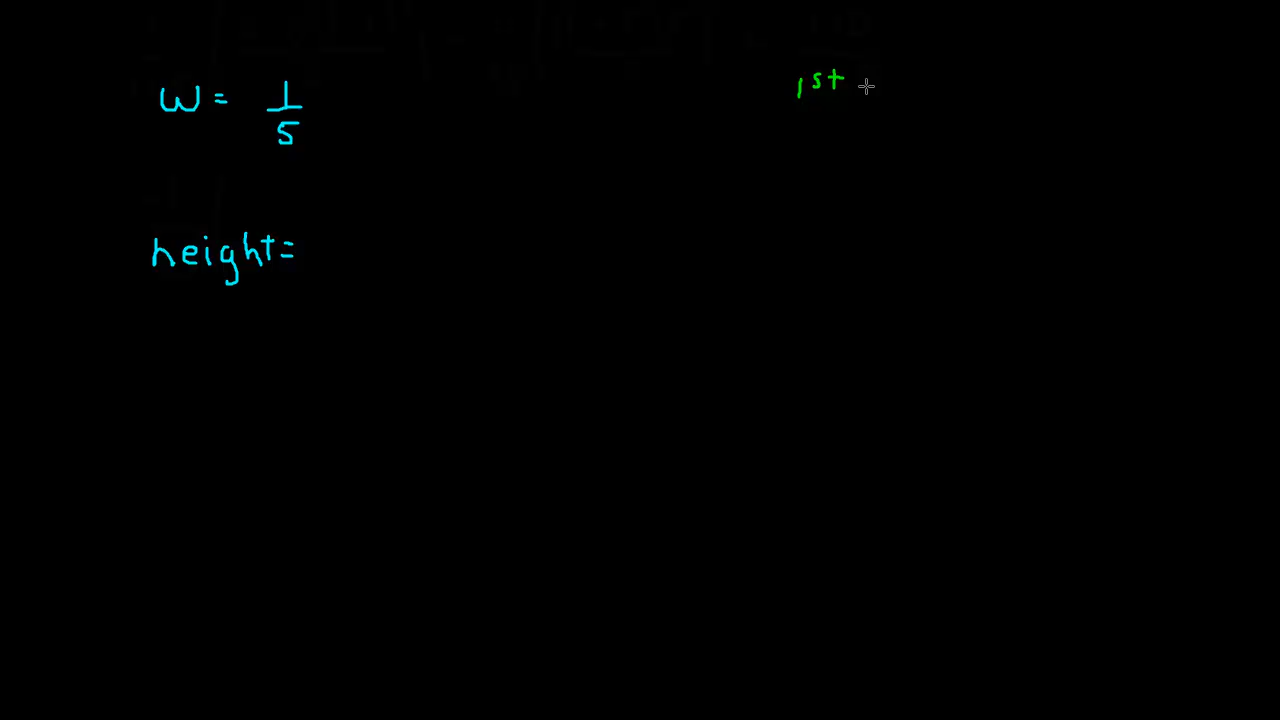 w = 1/5
1st
height=